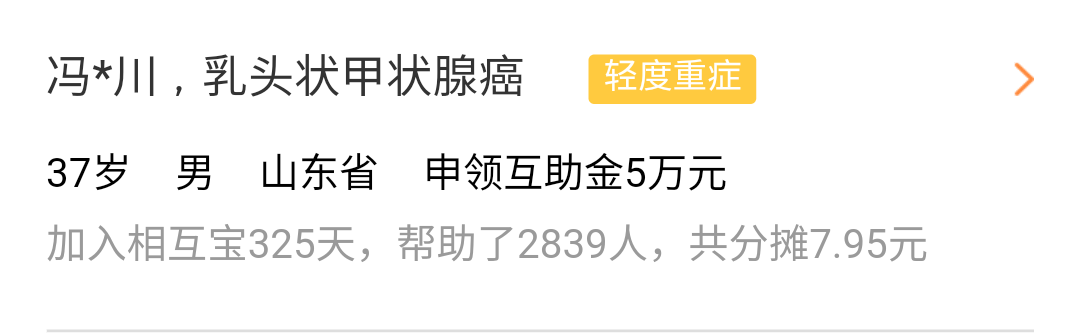 冯*川，乳头状甲状腺癌 轻度重症
37岁 男 山东省 申领互助金5万元
加入相互宝325天，帮助了2839人，共分摊7.95元